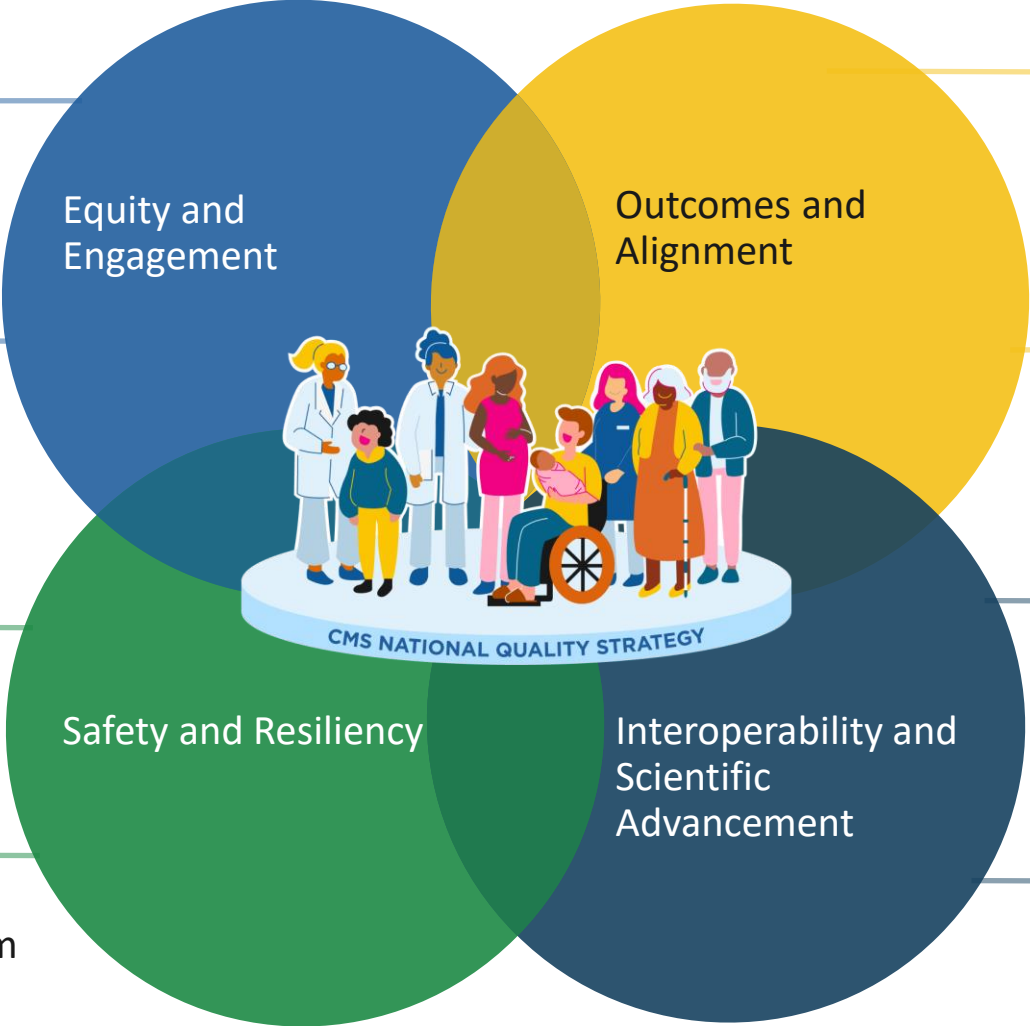 Equity and
Engagement
Outcomes and
Alignment
CMS NATIONAL QUALITY STRATEGY
Safety and Resiliency
Interoperability and
Scientific
Advancement